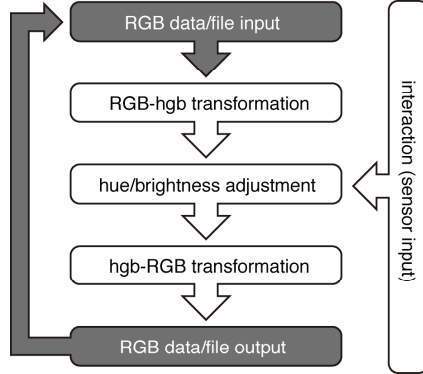 RGB data/file input
RGB-hgb transformation
hue/brightness adjustment
hgb-RGB transformation
RGB data/file output
interaction (sensor input)